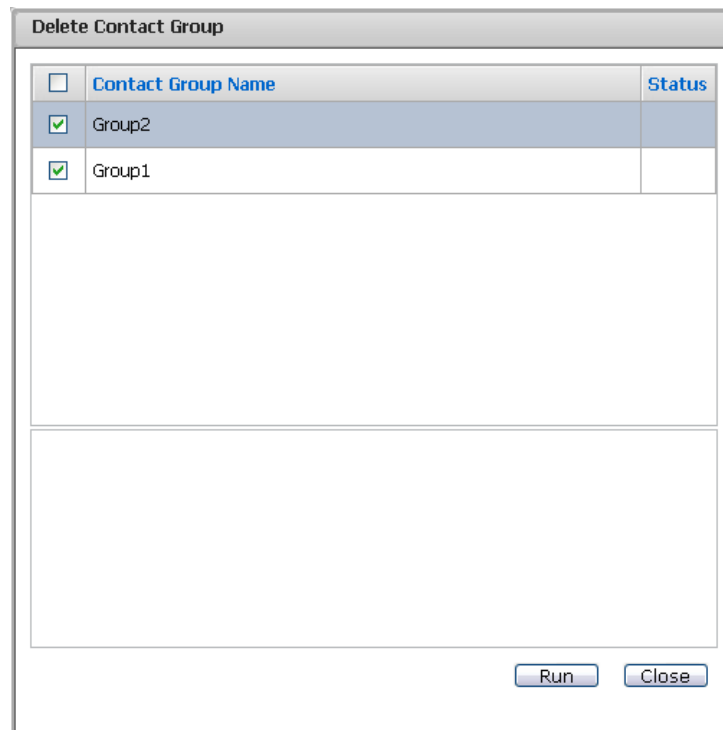 Delete Contact Group
Contact Group Name Status
Group2
Group1
Run Close